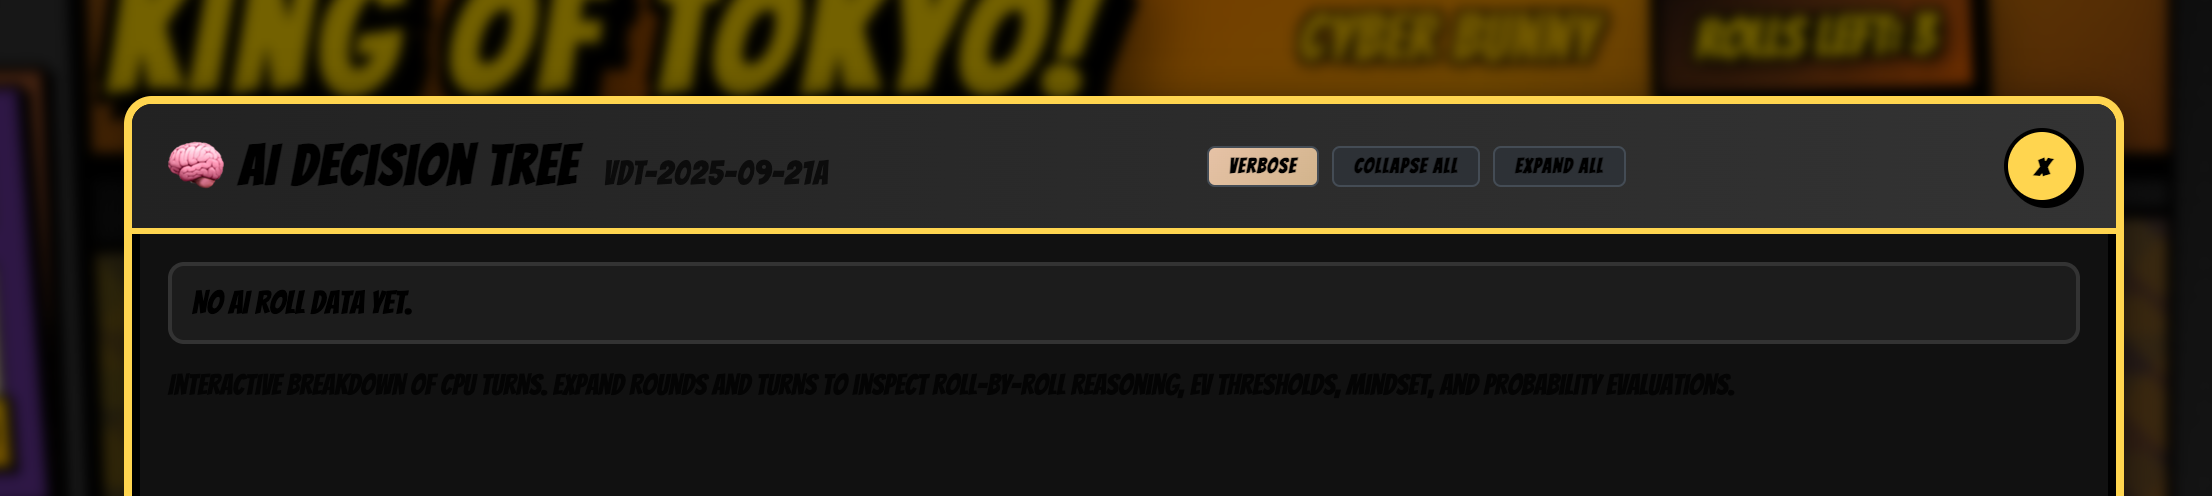 KING OF TOKYO!
CYBER BUNNY
ROLLS LEFT: 3
AI DECISION TREE VDT-2025-09-21A
VERBOSE
COLLAPSE ALL
EXPAND ALL
X
NO AI ROLL DATA YET.
INTERACTIVE BREAKDOWN OF CPU TURNS. EXPAND ROUNDS AND TURNS TO INSPECT ROLL-BY-ROLL REASONING, EV THRESHOLDS, MINDSET, AND PROBABILITY EVALUATIONS.